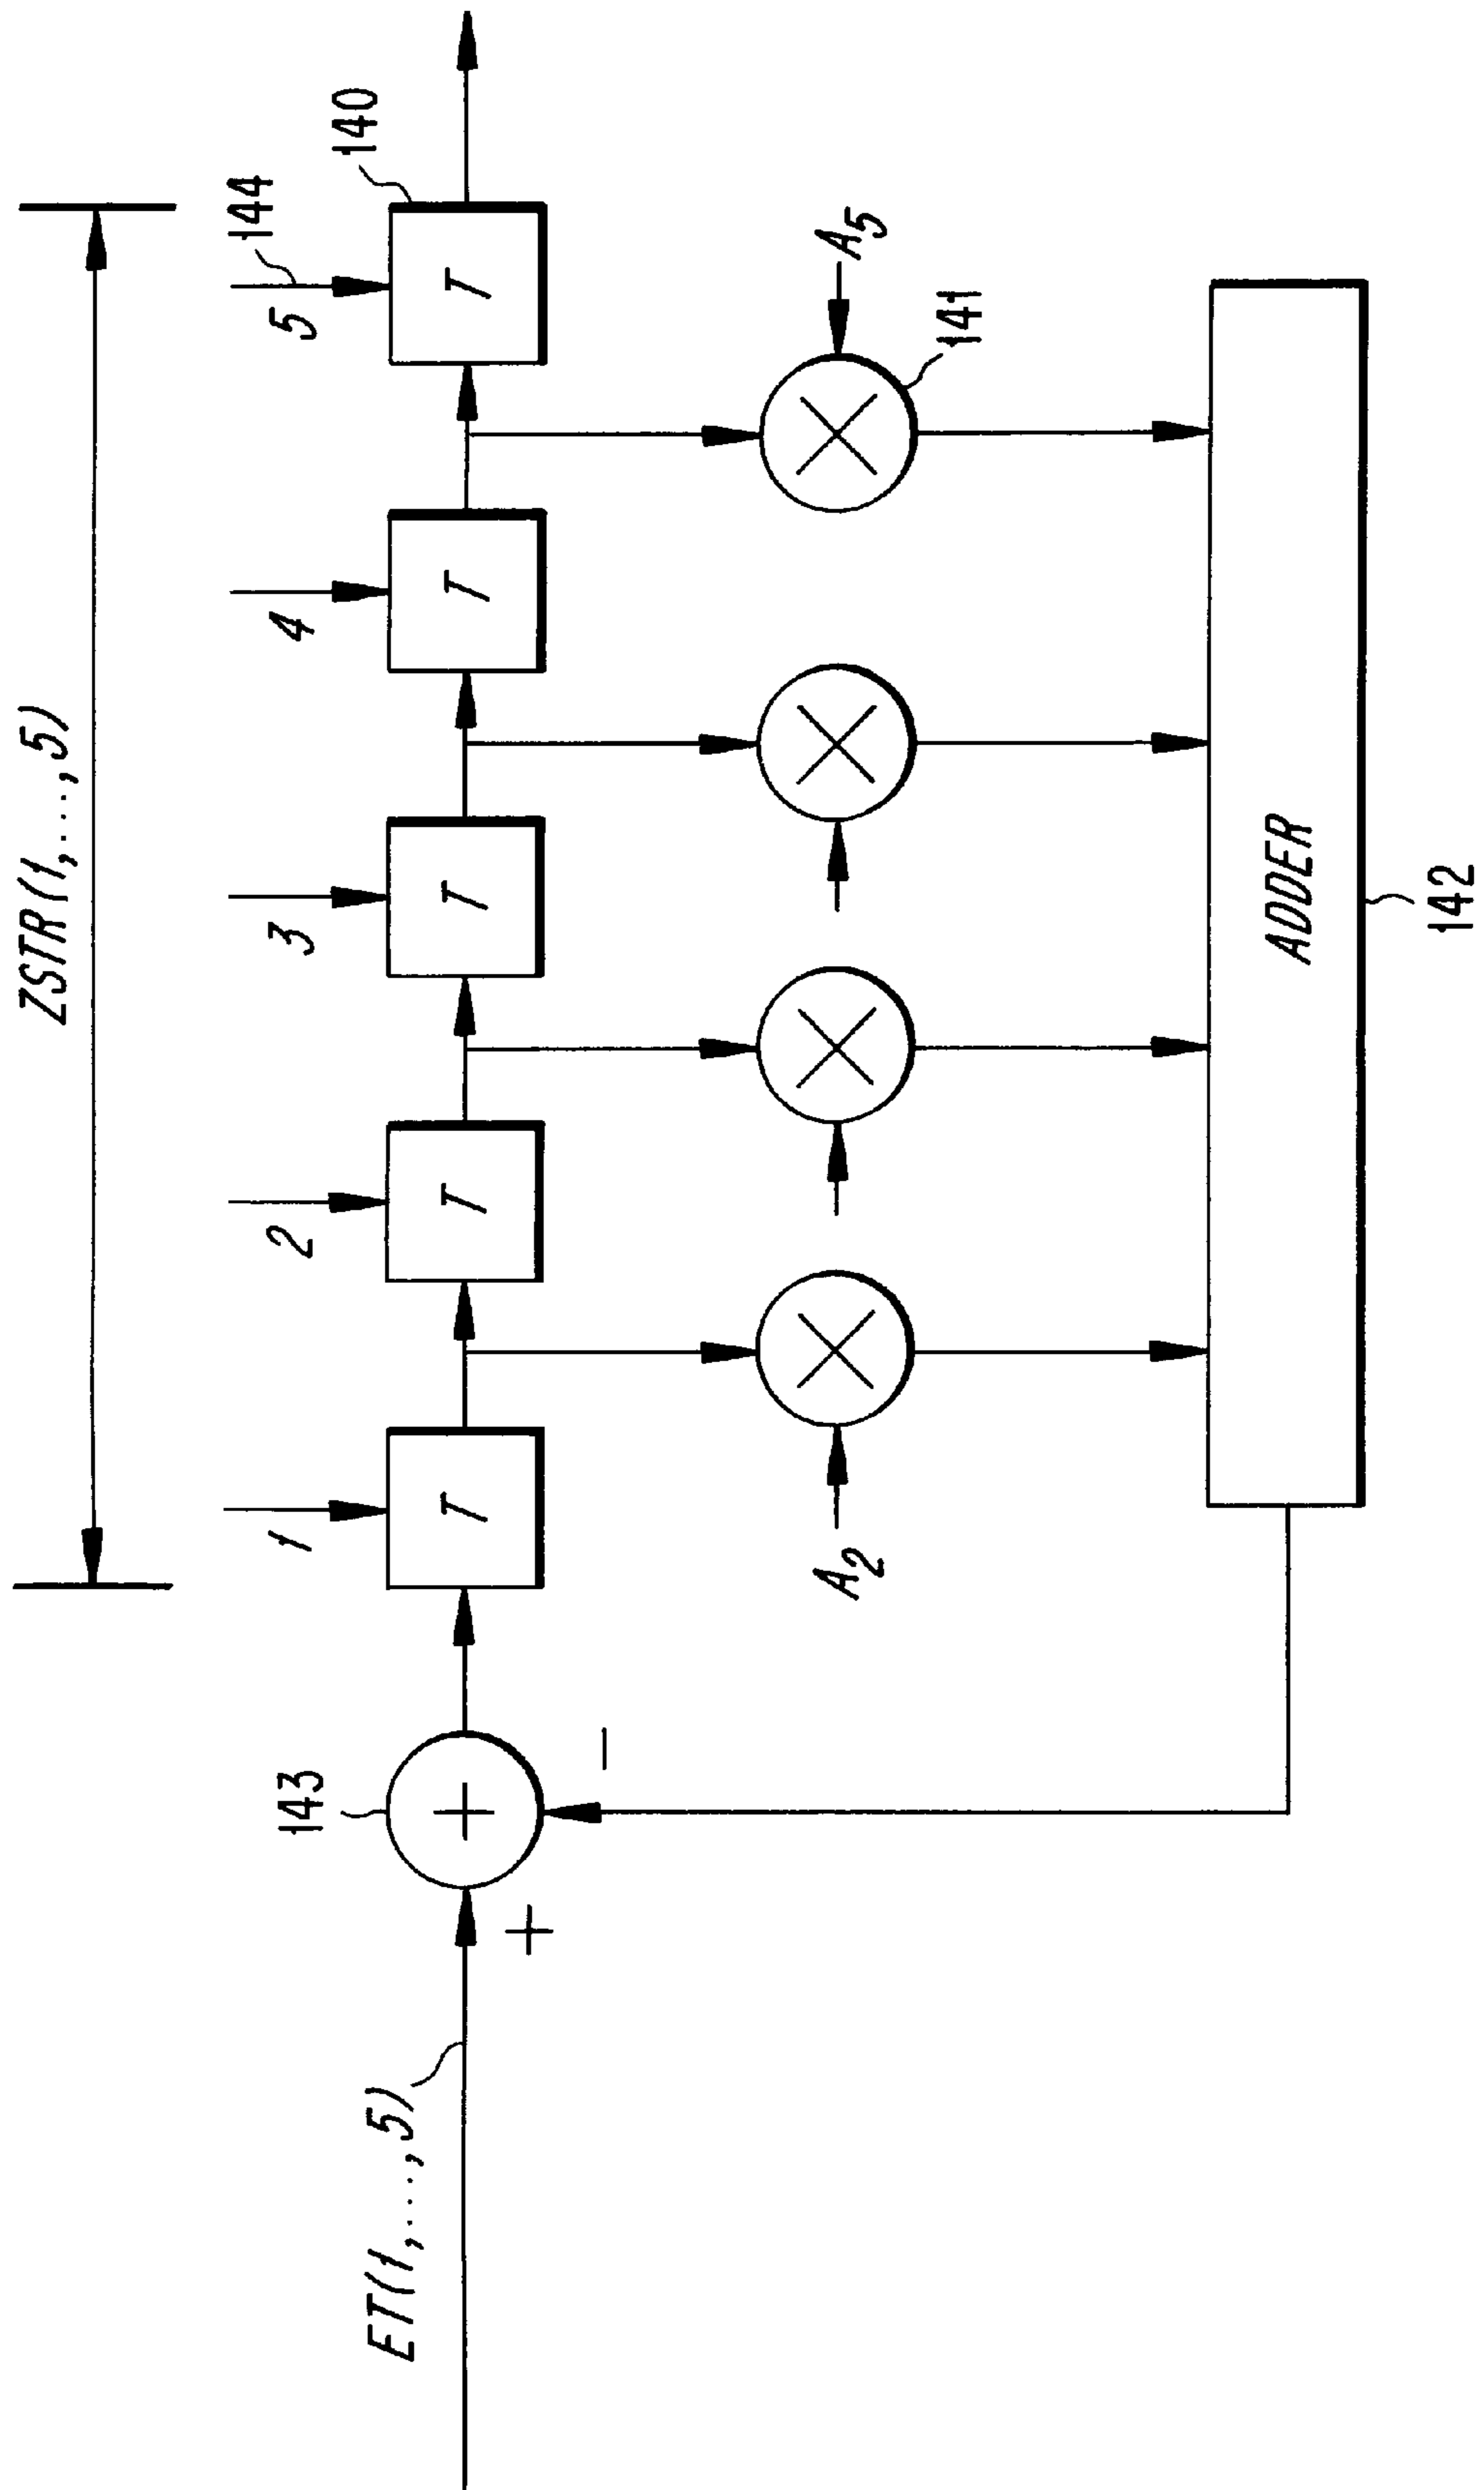 ZSTR(1,...,5)
144
140
1
2
3
4
5
T
T
T
T
T
143
ET(1,...,5)
+
+
−
A2
A5
141
ADDER
142